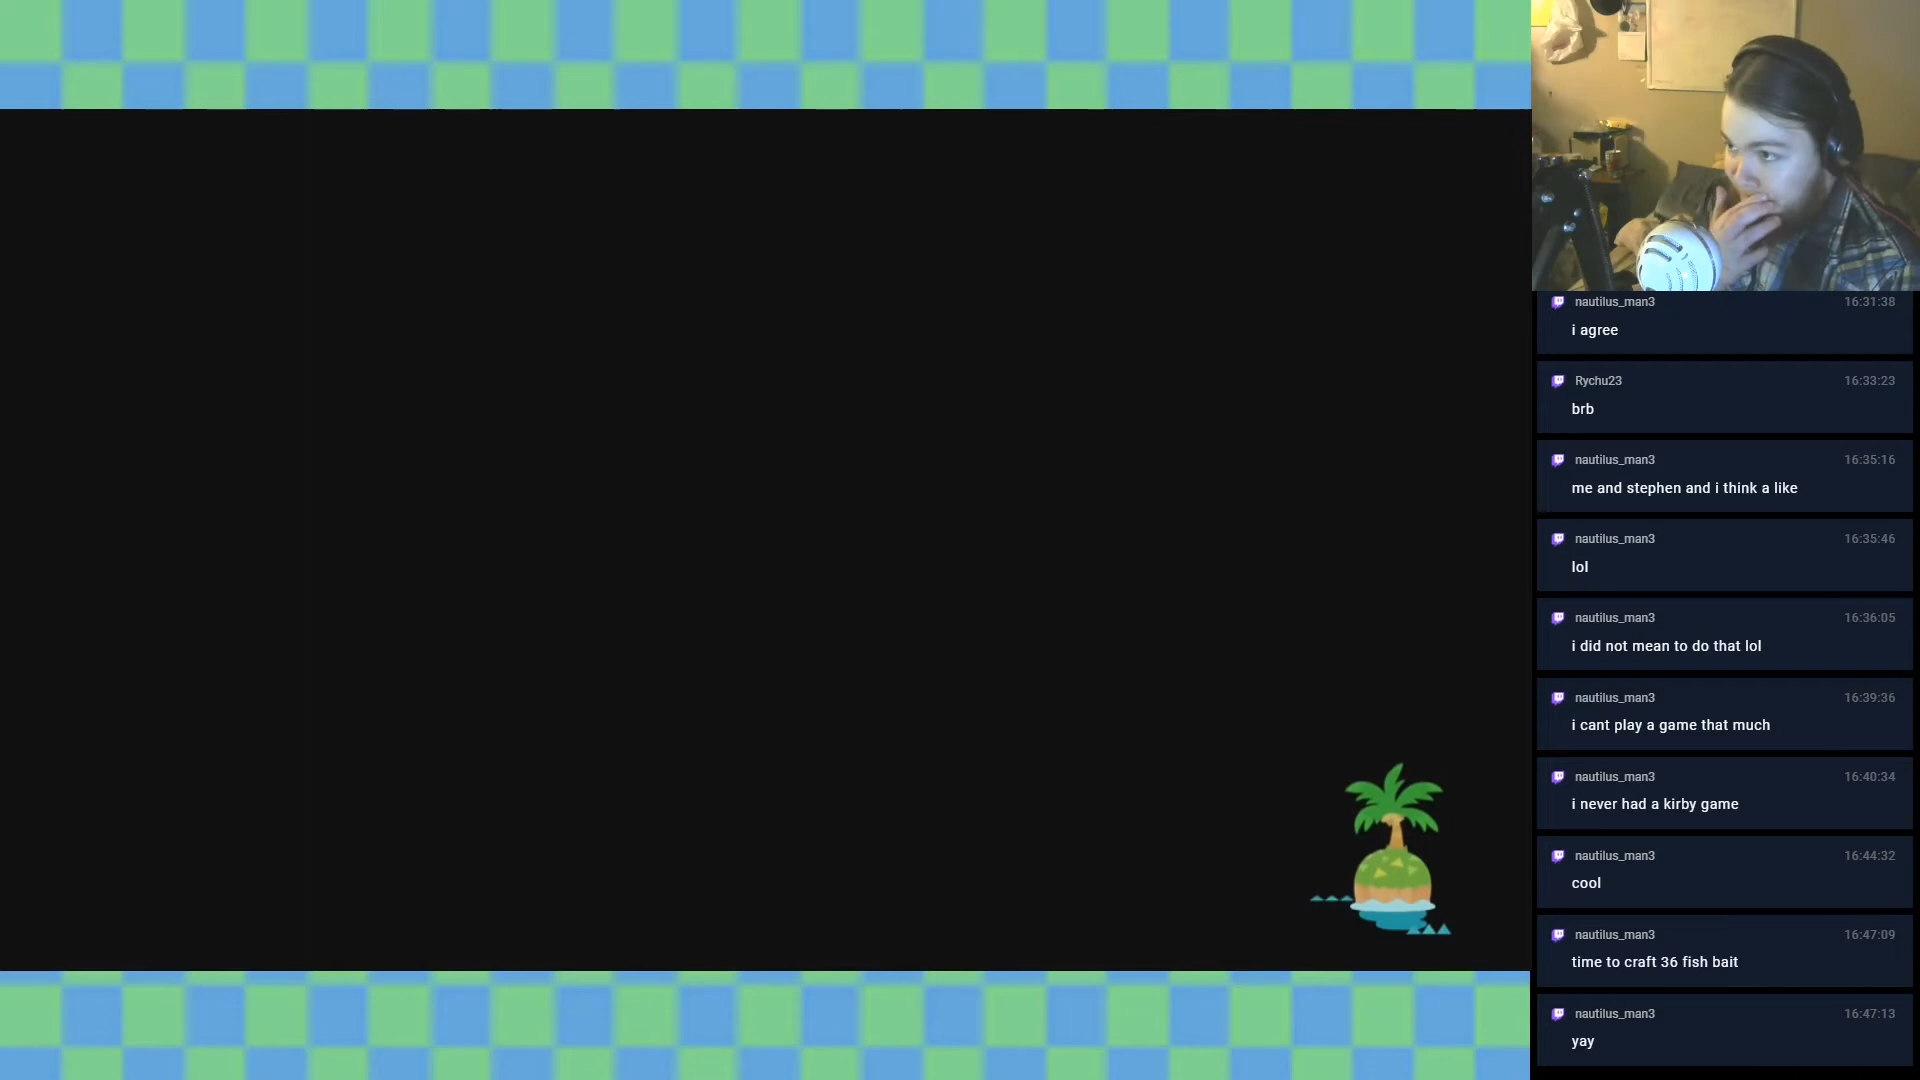 nautilus_man3 16:31:38
i agree
Rychu23 16:33:23
brb
nautilus_man3 16:35:16
me and stephen and i think a like
nautilus_man3 16:35:46
lol
nautilus_man3 16:36:05
i did not mean to do that lol
nautilus_man3 16:39:36
i cant play a game that much
nautilus_man3 16:40:34
i never had a kirby game
nautilus_man3 16:44:32
cool
nautilus_man3 16:47:09
time to craft 36 fish bait
nautilus_man3 16:47:13
yay